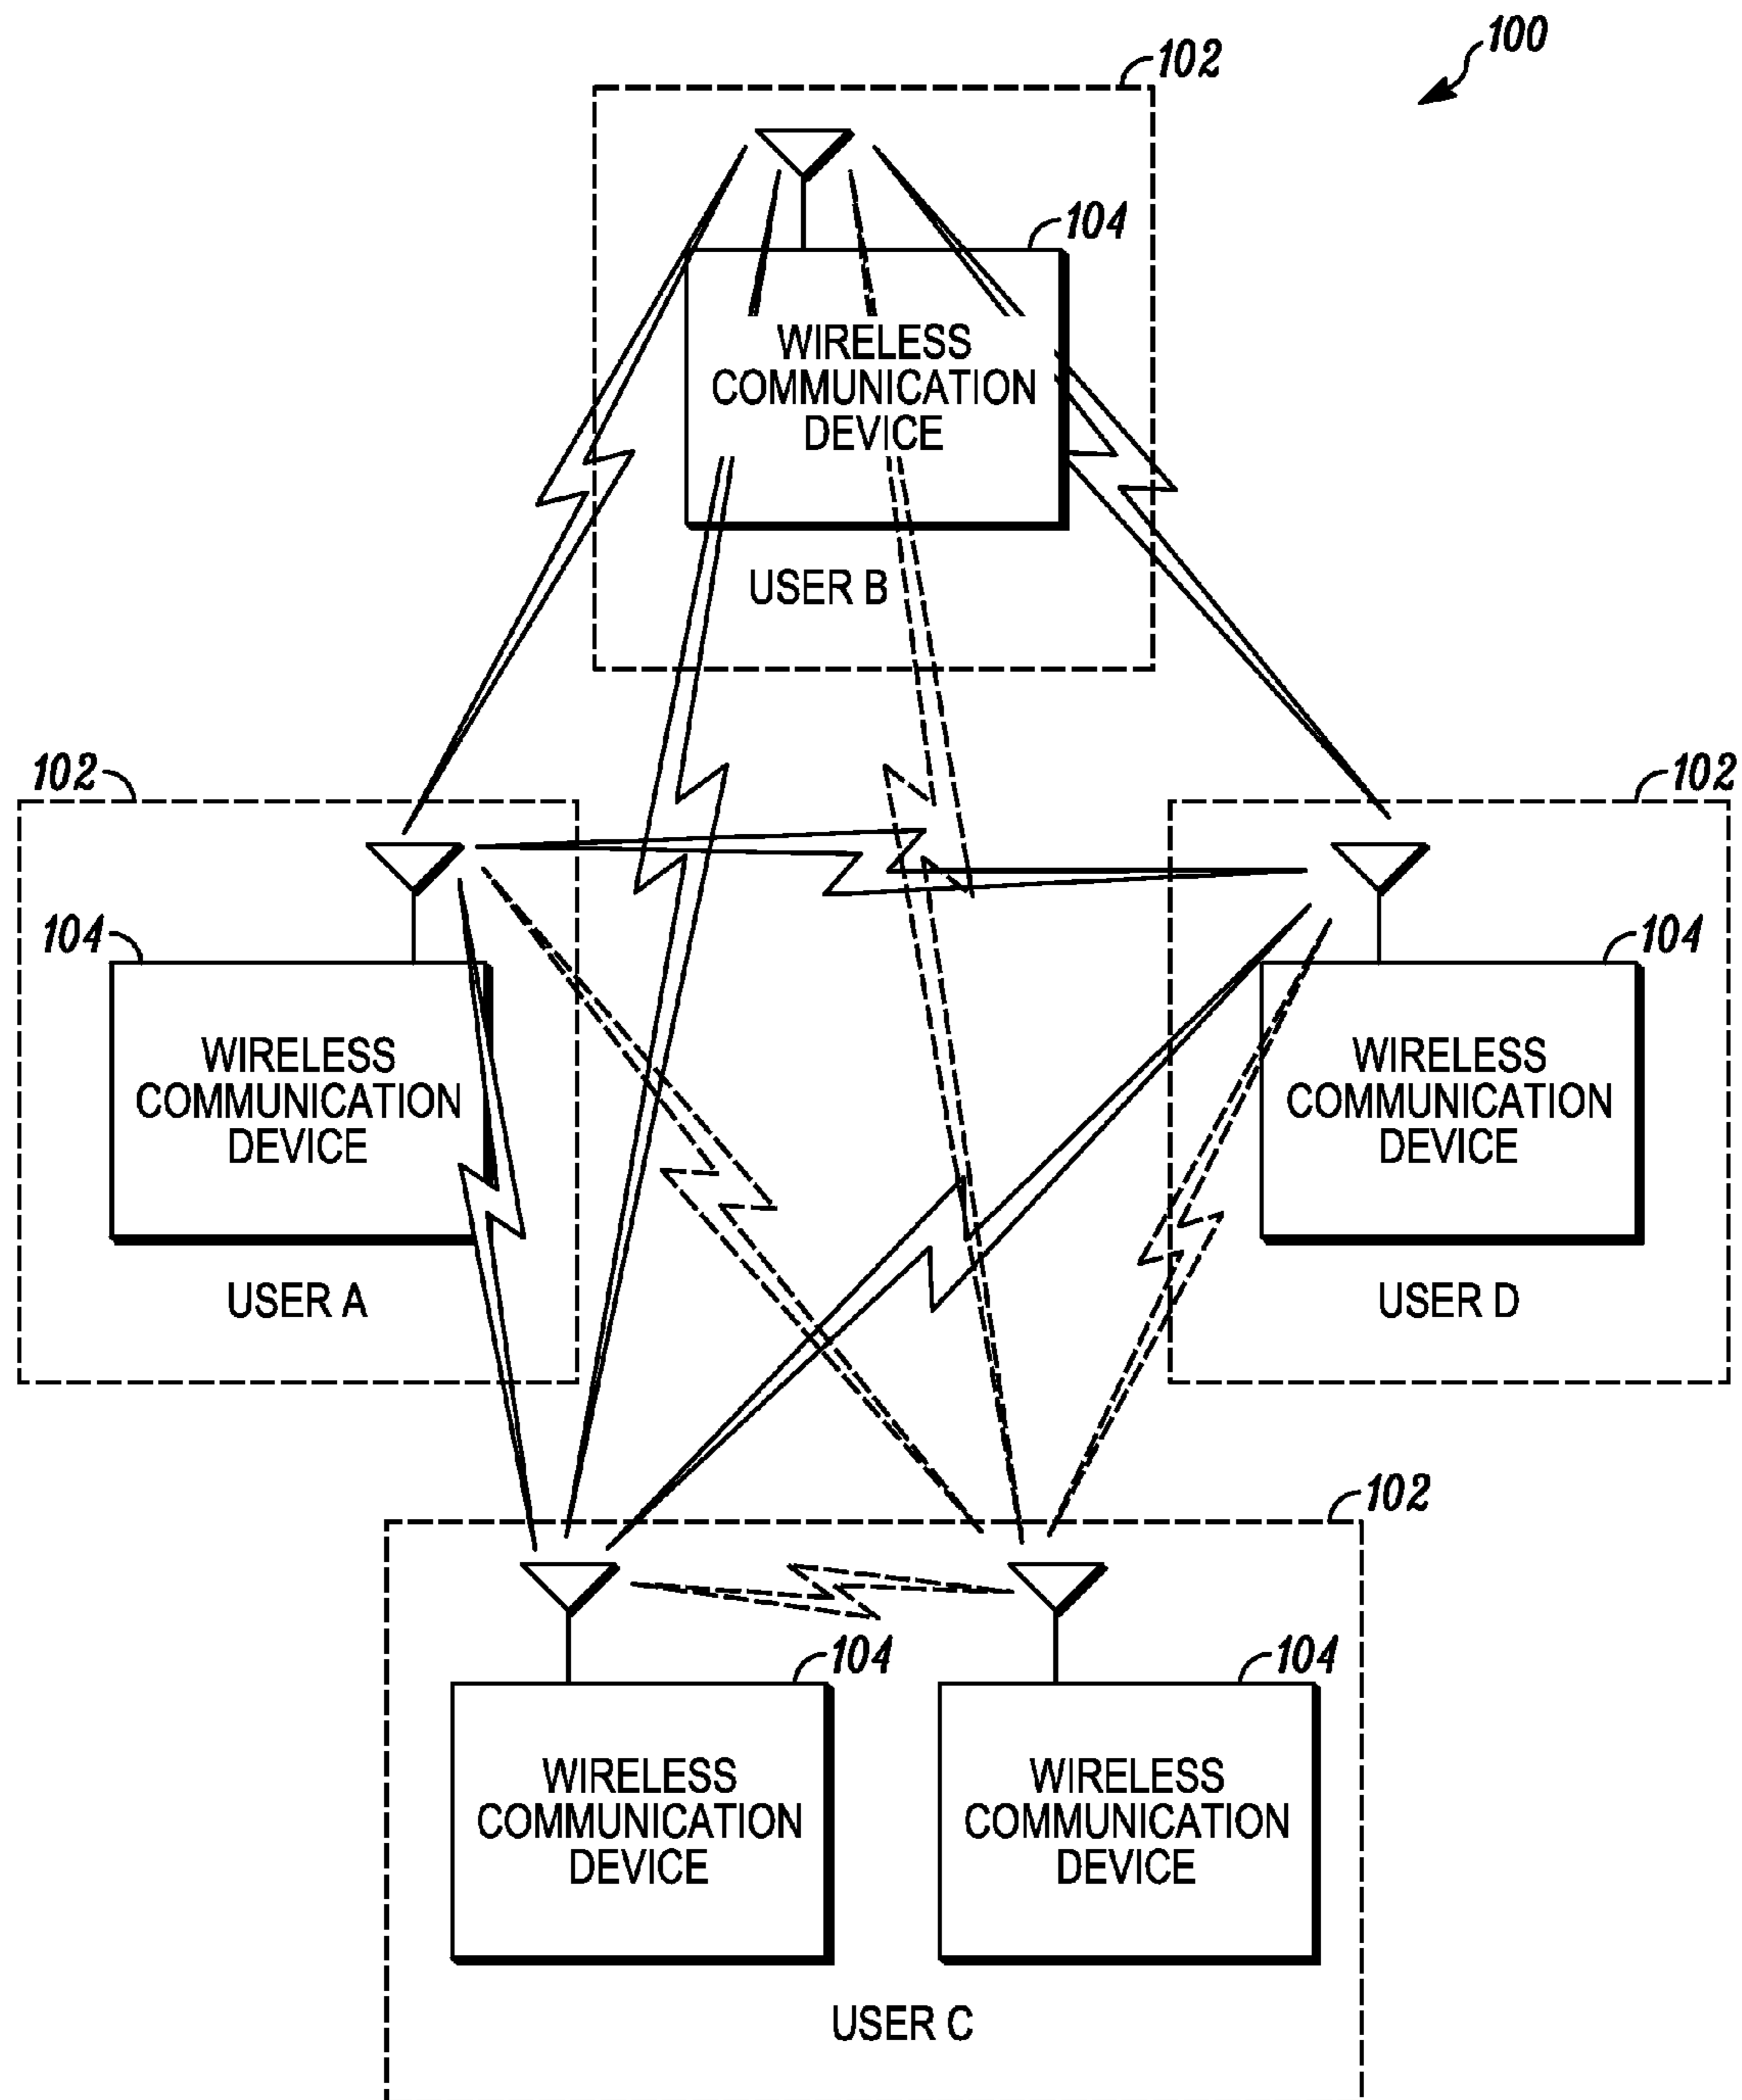 100
102
104
WIRELESS
COMMUNICATION
DEVICE
USER B
102
104
WIRELESS
COMMUNICATION
DEVICE
USER A
102
104
WIRELESS
COMMUNICATION
DEVICE
USER D
102
104
WIRELESS
COMMUNICATION
DEVICE
104
WIRELESS
COMMUNICATION
DEVICE
USER C